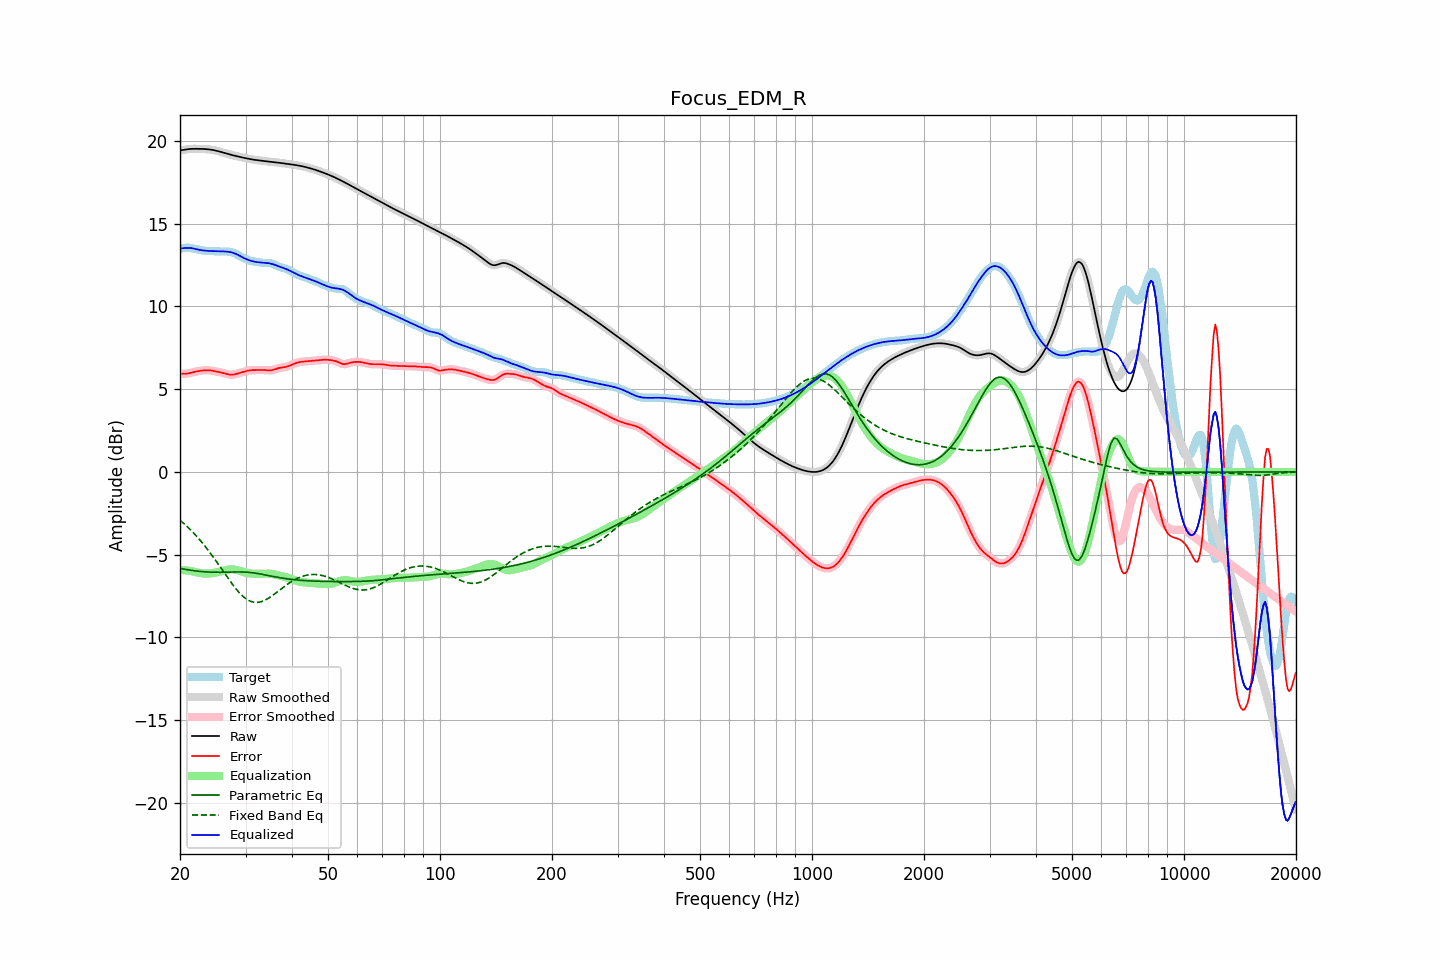 Focus_EDM_R
Amplitude (dBr)
20
15
10
5
0
−5
−10
−15
−20
Target
Raw Smoothed
Error Smoothed
Raw
Error
Equalization
Parametric Eq
Fixed Band Eq
Equalized
20 50 100 200 500 1000 2000 5000 10000 20000
Frequency (Hz)